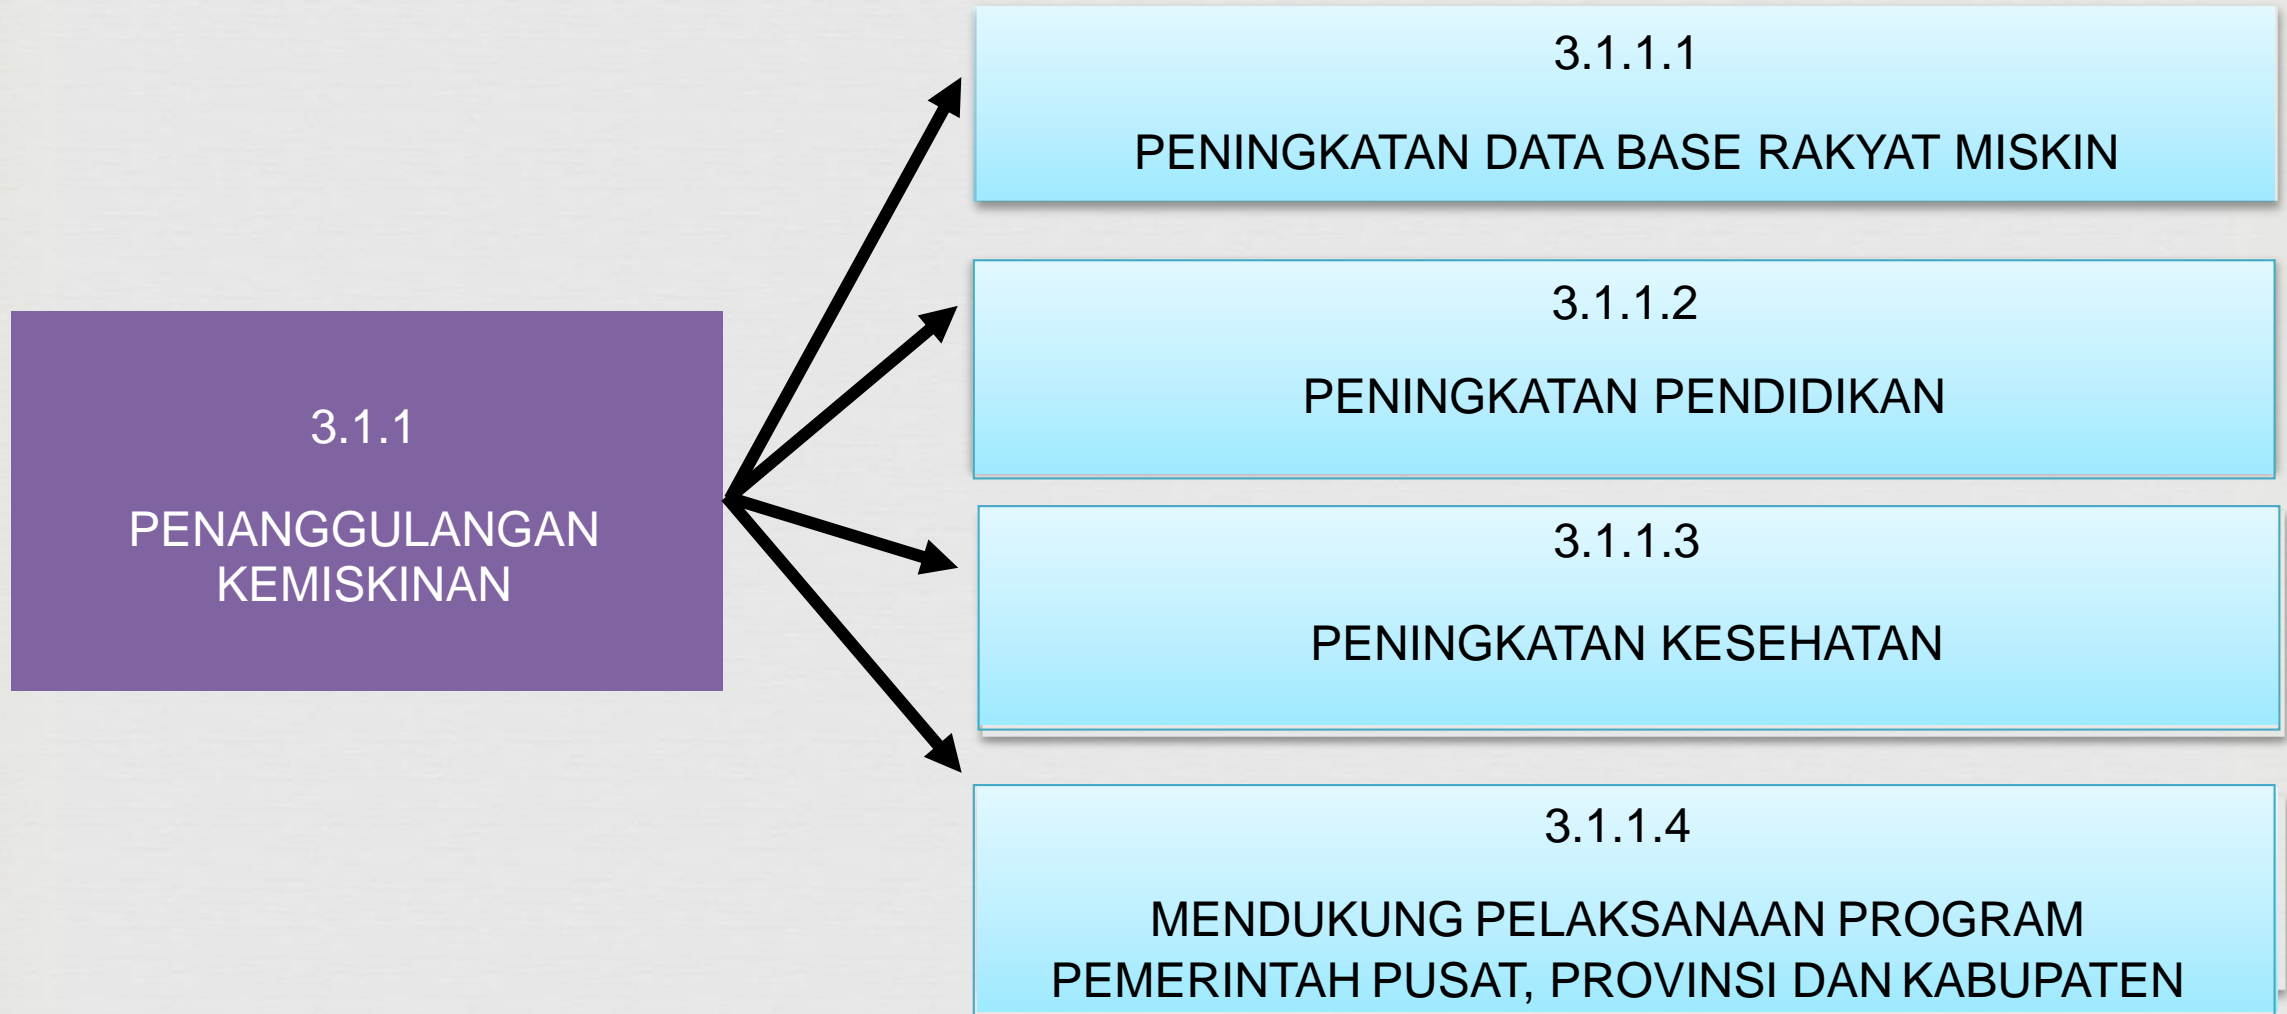 3.1.1
PENANGGULANGAN
KEMISKINAN
3.1.1.1
PENINGKATAN DATA BASE RAKYAT MISKIN
3.1.1.2
PENINGKATAN PENDIDIKAN
3.1.1.3
PENINGKATAN KESEHATAN
3.1.1.4
MENDUKUNG PELAKSANAAN PROGRAM
PEMERINTAH PUSAT, PROVINSI DAN KABUPATEN